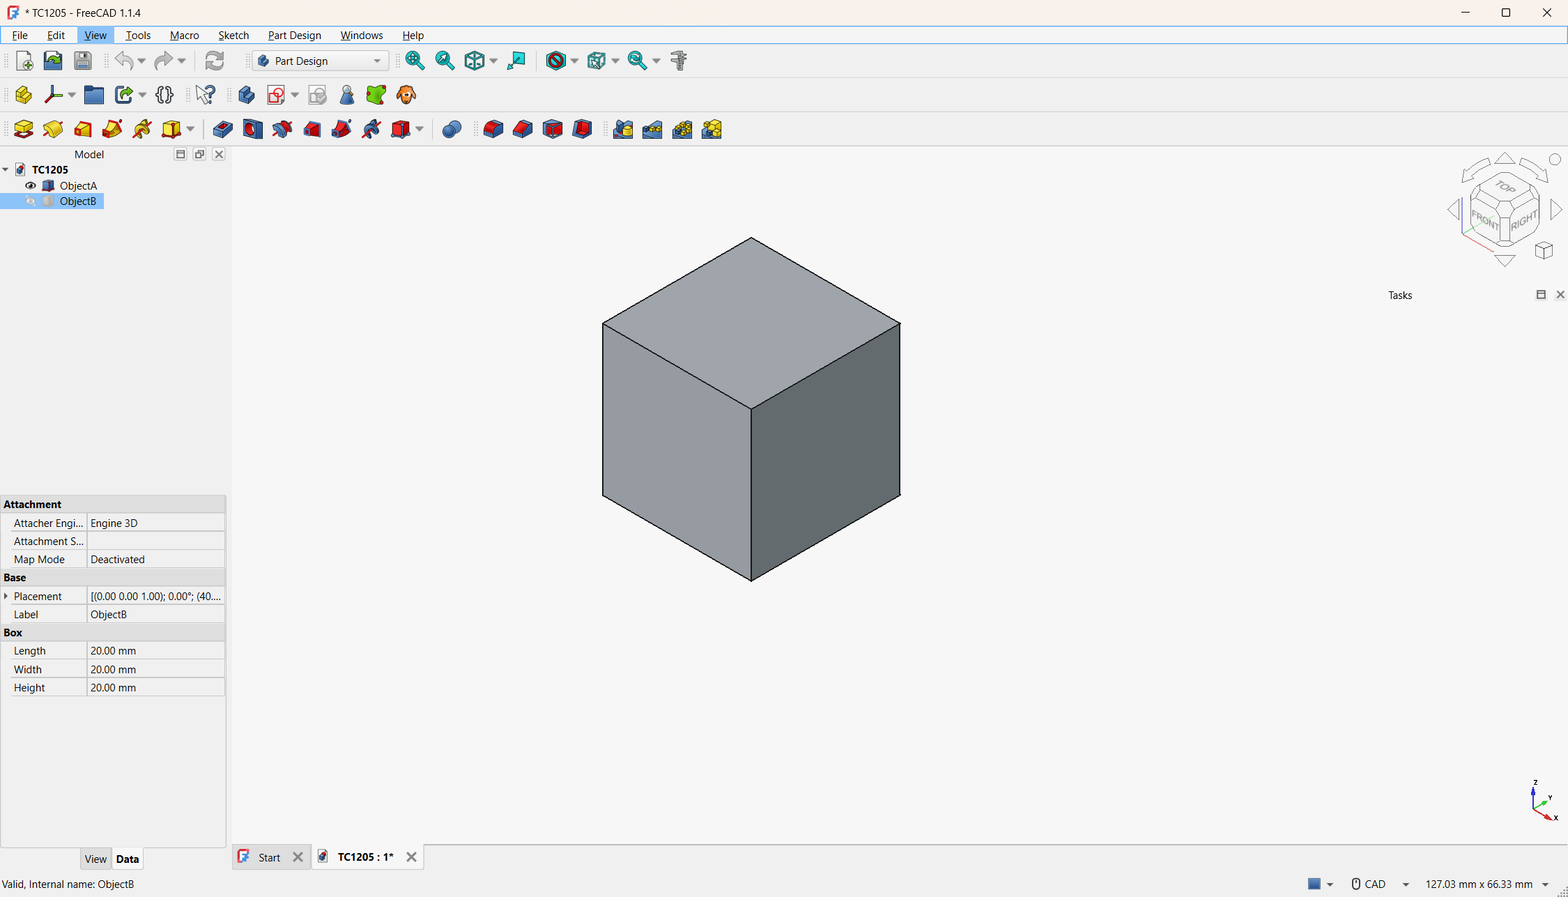 * TC1205 - FreeCAD 1.1.4
File Edit View Tools Macro Sketch Part Design Windows Help
Part Design
Model
TC1205
ObjectA
ObjectB
TOP
FRONT RIGHT
Tasks
Attachment
Attacher Engi... Engine 3D
Attachment S...
Map Mode Deactivated
Base
Placement [(0.00 0.00 1.00); 0.00°; (40....
Label ObjectB
Box
Length 20.00 mm
Width 20.00 mm
Height 20.00 mm
Z
Y
X
View Data
Start TC1205 : 1*
Valid, Internal name: ObjectB CAD 127.03 mm x 66.33 mm